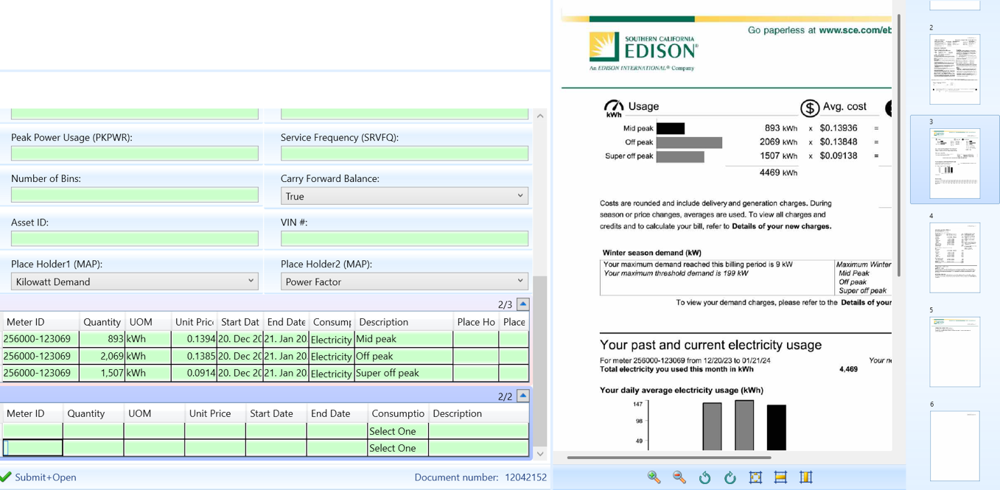 Peak Power Usage (PKPWR):
Service Frequency (SRVFQ):
Number of Bins:
Carry Forward Balance:
True
Asset ID:
VIN #:
Place Holder1 (MAP):
Place Holder2 (MAP):
Kilowatt Demand
Power Factor
2/3
Meter ID Quantity UOM Unit Pric Start Dat End Date Consump Description Place Ho Place
256000-123069 893 kWh 0.1394 20. Dec 20 21. Jan 20. Electricity Mid peak
256000-123069 2,069 kWh 0.1385 20. Dec 20 21. Jan 20. Electricity Off peak
256000-123069 1,507 kWh 0.0914 20. Dec 20 21. Jan 20. Electricity Super off peak
2/2
Meter ID Quantity UOM Unit Price Start Date End Date Consumptio Description
Select One
Select One
Submit+Open
Document number: 12042152
Go paperless at www.sce.com/eb
SOUTHERN CALIFORNIA
EDISON®
An EDISON INTERNATIONAL® Company
kWh Usage
$ Avg. cost
Mid peak 893 kWh x $0.13936 =
Off peak 2069 kWh x $0.13848 =
Super off peak 1507 kWh x $0.09138 =
4469 kWh
Costs are rounded and include delivery and generation charges. During
season or price changes, averages are used. To view all charges and
credits and to calculate your bill, refer to Details of your new charges.
Winter season demand (kW)
Your maximum demand reached this billing period is 9 kW
Your maximum threshold demand is 199 kW
Maximum Winter
Mid Peak
Off peak
Super off peak
To view your demand charges, please refer to the Details of your
Your past and current electricity usage
For meter 256000-123069 from 12/20/23 to 01/21/24
Your ne
Total electricity you used this month in kWh 4,469
Your daily average electricity usage (kWh)
147
98
49
2
3
4
5
6